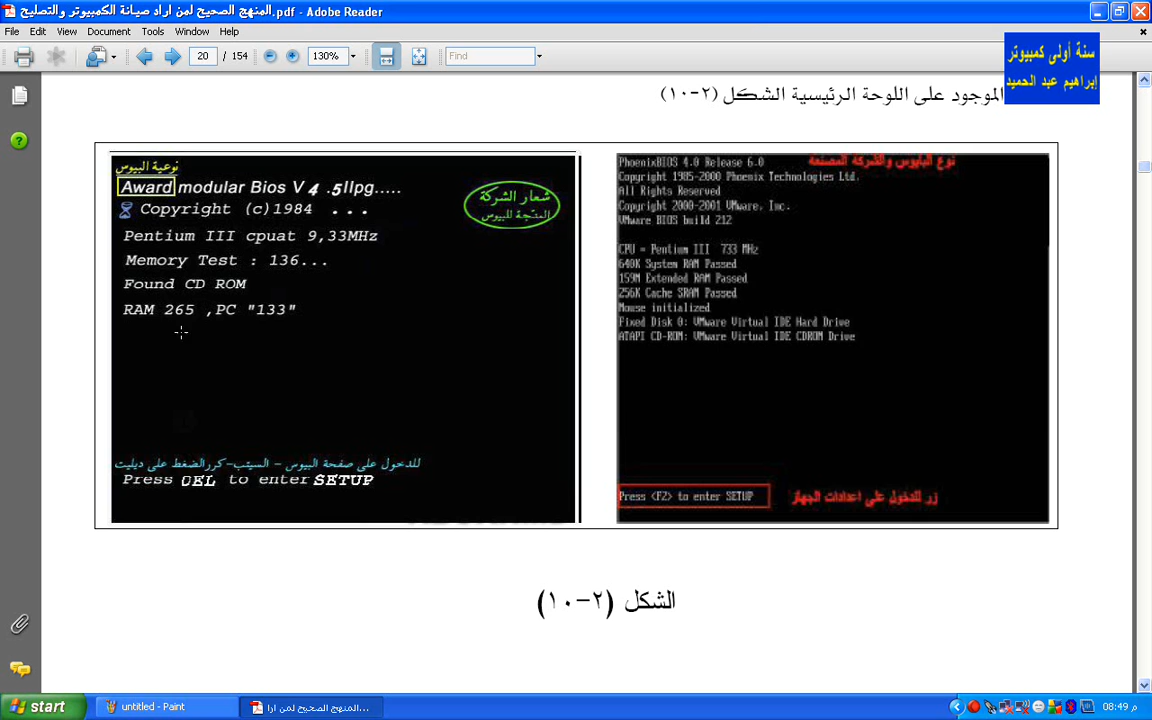 المنهج الصحيح لمن اراد صيانة الكمبيوتر والتصليح.pdf - Adobe Reader
File Edit View Document Tools Window Help
20 / 154 130% Find
سنة أولى كمبيوتر
إبراهيم عبد الحميد
الموجود على اللوحة الرئيسية الشكل (٢-١٠)
نوعية البيوس
Award modular Bios V 4 .5llpg.....
Copyright (c)1984 ...
شعار الشركة
المنتجة للبيوس
Pentium III cpuat 9,33MHz
Memory Test : 136...
Found CD ROM
RAM 265 ,PC "133"
للدخول على صفحة البيوس - السيتب-كررالضغط على ديليت
Press DEL to enter SETUP
PhoenixBIOS 4.0 Release 6.0
نوع البايوس والشركة المصنعة
Copyright 1985-2000 Phoenix Technologies Ltd.
All Rights Reserved
Copyright 2000-2001 VMware, Inc.
VMware BIOS build 212
CPU = Pentium III 733 MHz
640K System RAM Passed
159M Extended RAM Passed
256K Cache SRAM Passed
Mouse initialized
Fixed Disk 0: VMware Virtual IDE Hard Drive
ATAPI CD-ROM: VMware Virtual IDE CDROM Drive
Press <F2> to enter SETUP
زر للدخول على اعدادات الجهاز
الشكل (٢-١٠)
start
untitled - Paint
المنهج الصحيح لمن ارا...
08:49 م